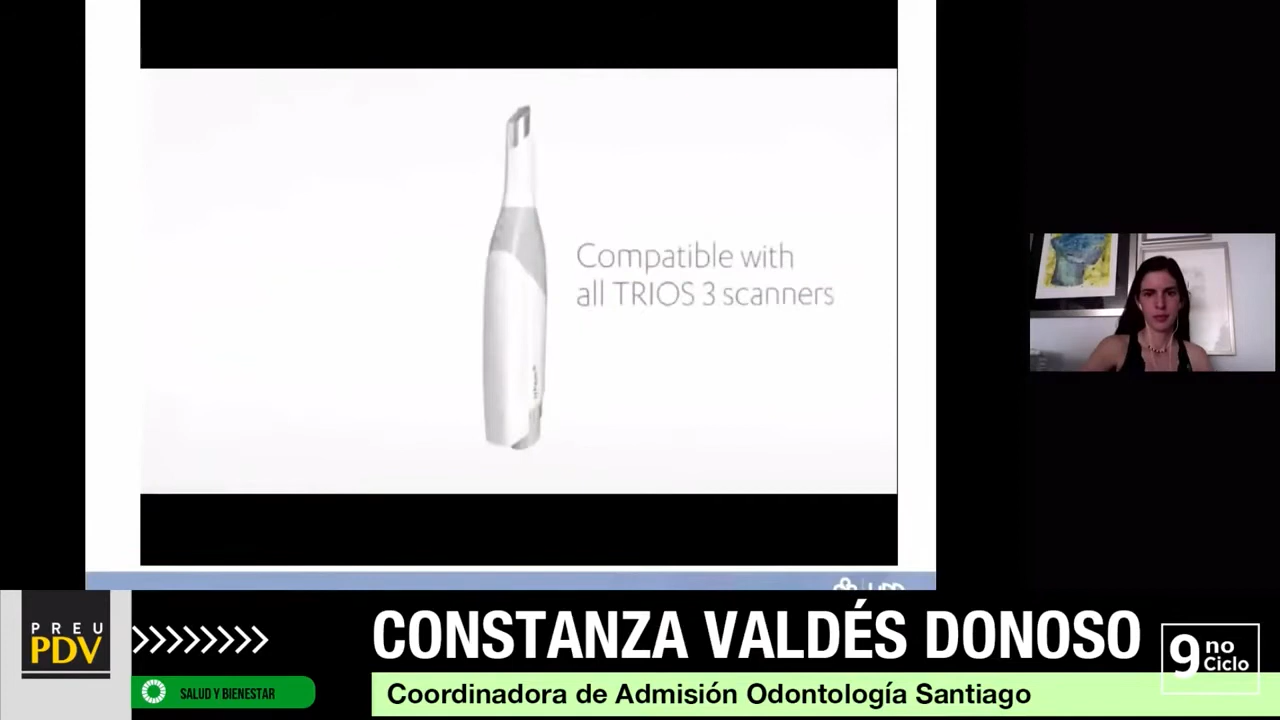 Compatible with
all TRIOS 3 scanners
PREU
PDV
SALUD Y BIENESTAR
CONSTANZA VALDÉS DONOSO
Coordinadora de Admisión Odontología Santiago
9no
Ciclo